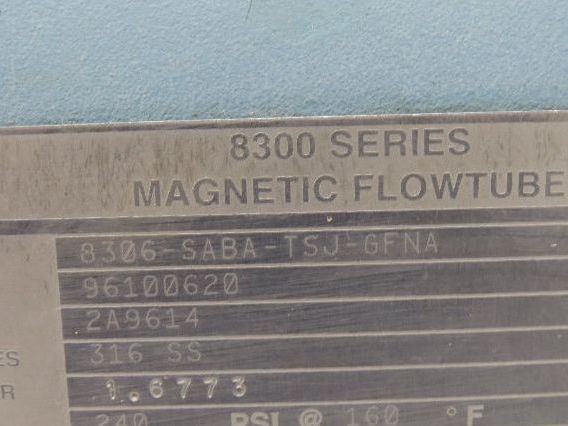 8300 SERIES
MAGNETIC FLOWTUBE
8306-SABA-TSJ-GFNA
96100620
2A9614
ES 316 SS
R 1.6773
240 PSI @ 160 °F